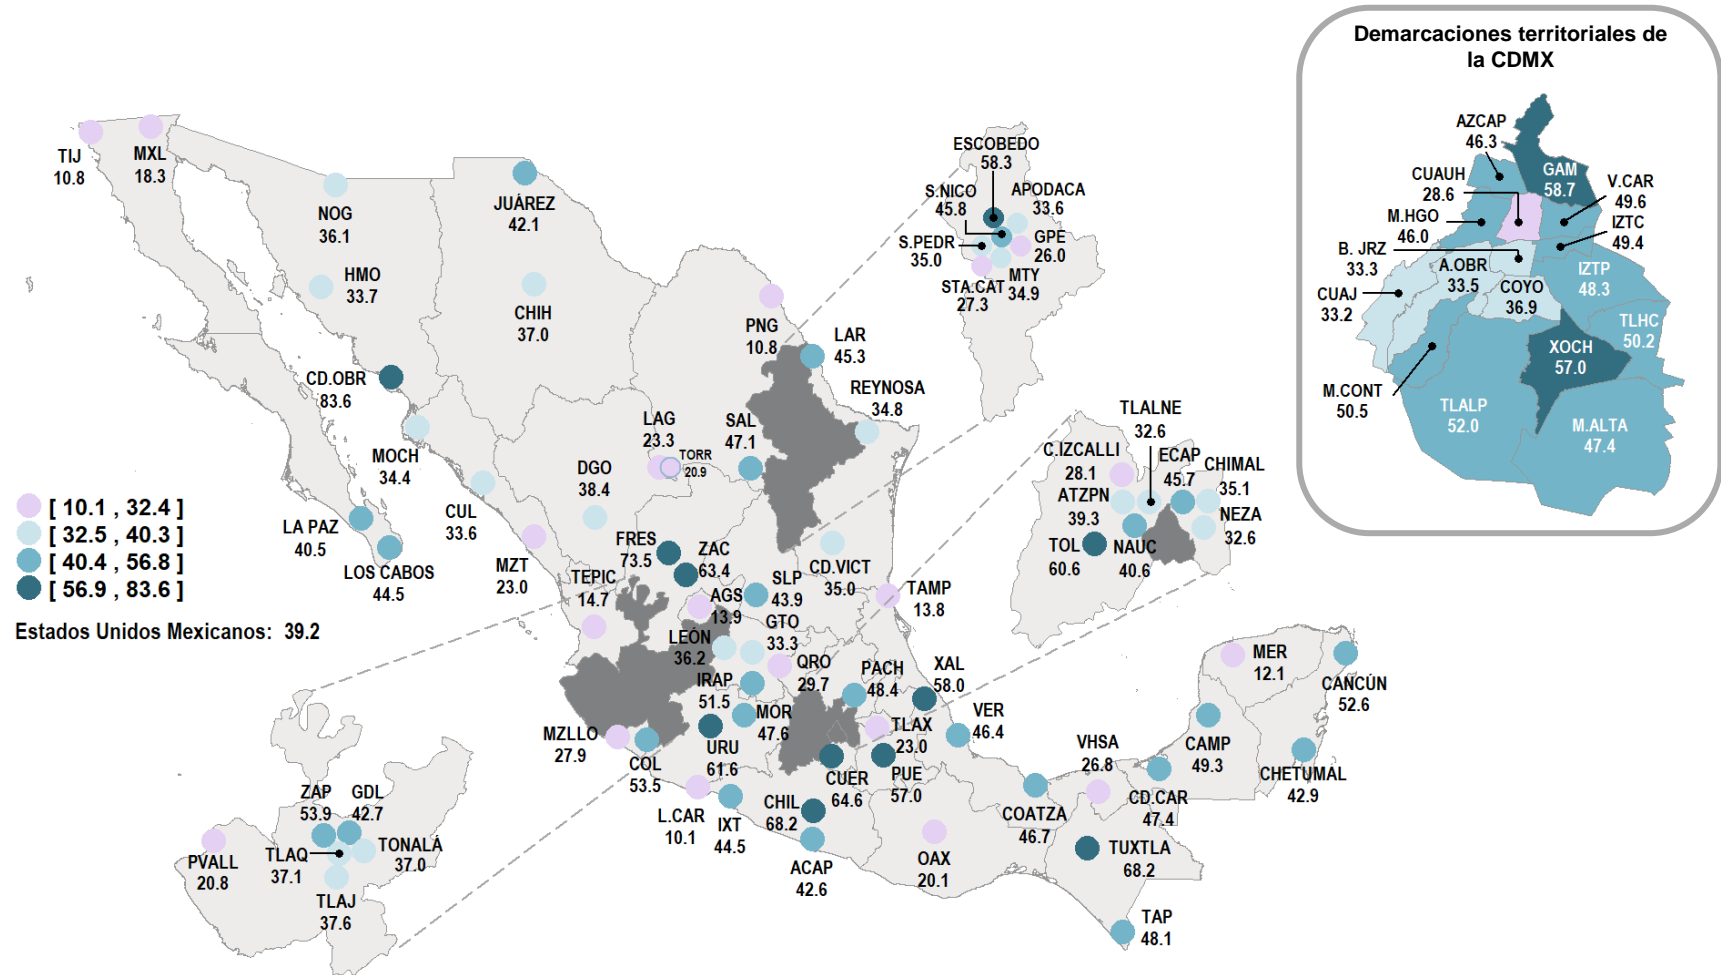 Demarcaciones territoriales de
la CDMX
AZCAP
46.3
GAM
58.7
CUAUH
28.6
V.CAR
49.6
M.HGO
46.0
IZTC
49.4
B. JRZ
33.3
A.OBR
33.5
IZTP
48.3
CUAJ
33.2
COYO
36.9
TLHC
50.2
XOCH
57.0
M.CONT
50.5
TLALP
52.0
M.ALTA
47.4
TIJ
10.8
MXL
18.3
NOG
36.1
JUÁREZ
42.1
HMO
33.7
CHIH
37.0
CD.OBR
83.6
MOCH
34.4
PNG
10.8
LAR
45.3
REYNOSA
34.8
LAG
23.3
TORR
20.9
SAL
47.1
DGO
38.4
CUL
33.6
LA PAZ
40.5
LOS CABOS
44.5
MZT
23.0
FRES
73.5
ZAC
63.4
TEPIC
14.7
AGS
13.9
SLP
43.9
CD.VICT
35.0
TAMP
13.8
GTO
33.3
LEÓN
36.2
QRO
29.7
IRAP
51.5
PACH
48.4
XAL
58.0
MOR
47.6
TLAX
23.0
VER
46.4
MZLLO
27.9
COL
53.5
URU
61.6
CUER
64.6
PUE
57.0
L.CAR
10.1
IXT
44.5
CHIL
68.2
ACAP
42.6
OAX
20.1
COATZA
46.7
VHSA
26.8
CD.CAR
47.4
TUXTLA
68.2
TAP
48.1
MER
12.1
CANCÚN
52.6
CAMP
49.3
CHETUMAL
42.9
ESCOBEDO
58.3
S.NICO
45.8
APODACA
33.6
S.PEDR
35.0
GPE
26.0
STA.CAT
27.3
MTY
34.9
TLALNE
32.6
C.IZCALLI
28.1
ECAP
45.7
CHIMAL
35.1
ATZPN
39.3
NEZA
32.6
TOL
60.6
NAUC
40.6
ZAP
53.9
GDL
42.7
TONALÁ
37.0
TLAQ
37.1
PVALL
20.8
TLAJ
37.6
[ 10.1 , 32.4 ]
[ 32.5 , 40.3 ]
[ 40.4 , 56.8 ]
[ 56.9 , 83.6 ]
Estados Unidos Mexicanos: 39.2